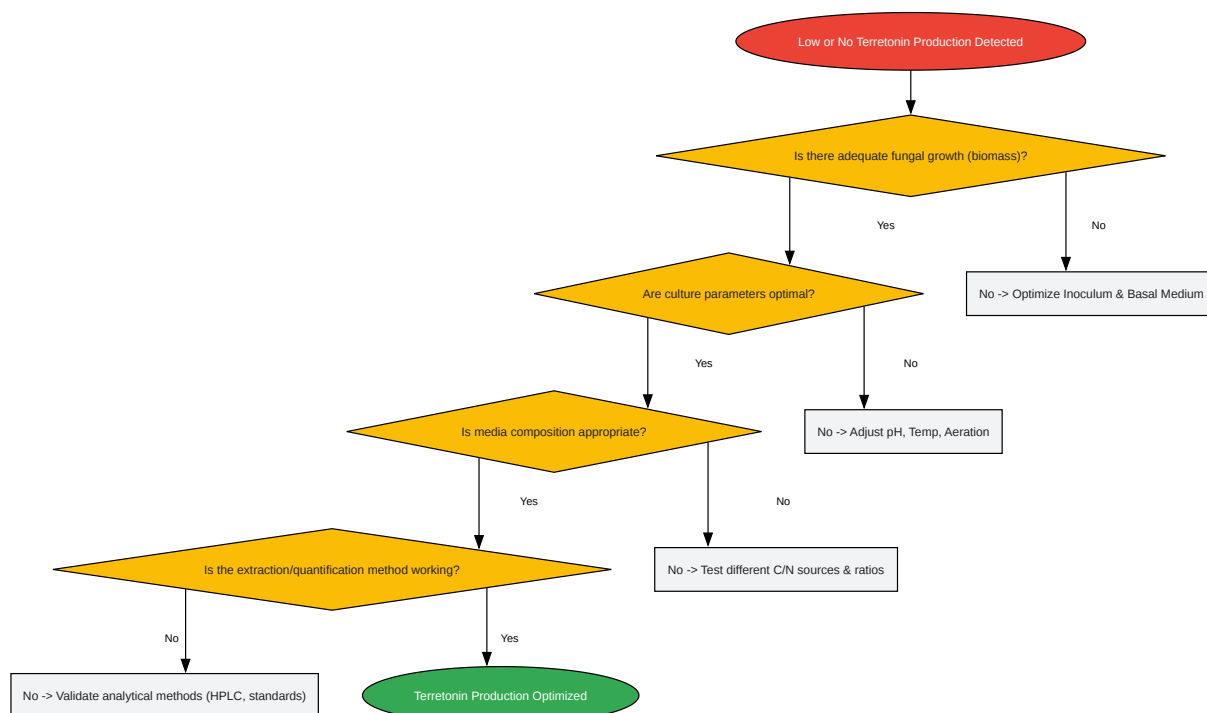 Low or No Terretonin Production Detected
Is there adequate fungal growth (biomass)?
Yes
No
Are culture parameters optimal?
No -> Optimize Inoculum & Basal Medium
Yes
No
Is media composition appropriate?
No -> Adjust pH, Temp, Aeration
Yes
No
Is the extraction/quantification method working?
No -> Test different C/N sources & ratios
No
Yes
No -> Validate analytical methods (HPLC, standards)
Terretonin Production Optimized